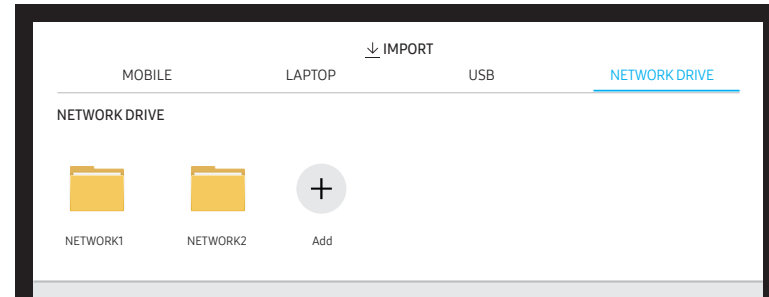 IMPORT
MOBILE LAPTOP USB NETWORK DRIVE
NETWORK DRIVE
NETWORK1 NETWORK2 Add